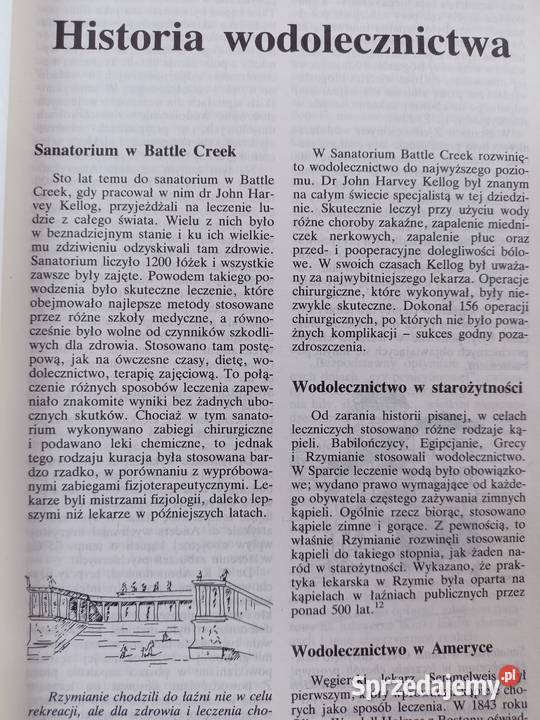 Historia wodolecznictwa
Sanatorium w Battle Creek
Sto lat temu do sanatorium w Battle
Creek, gdy pracował w nim dr John Har-
vey Kellog, przyjeżdżali na leczenie lu-
dzie z całego świata. Wielu z nich było
w beznadziejnym stanie i ku ich wielkie-
mu zdziwieniu odzyskiwali tam zdrowie.
Sanatorium liczyło 1200 łóżek i wszystkie
zawsze były zajęte. Powodem takiego po-
wodzenia było skuteczne leczenie, które
obejmowało najlepsze metody stosowane
przez różne szkoły medyczne, a równo-
cześnie było wolne od czynników szkodli-
wych dla zdrowia. Stosowano tam postę-
pową, jak na ówczesne czasy, dietę, wo-
dolecznictwo, terapię zajęciową. To połą-
czenie różnych sposobów leczenia zapew-
niało znakomite wyniki bez żadnych ubo-
cznych skutków. Chociaż w tym sanato-
rium wykonywano zabiegi chirurgiczne
i podawano leki chemiczne, to jednak
tego rodzaju kuracja była stosowana bar-
dzo rzadko, w porównaniu z wypróbowa-
nymi zabiegami fizjoterapeutycznymi. Le-
karze byli mistrzami fizjologii, daleko lep-
szymi niż lekarze w późniejszych latach.
Rzymianie chodzili do łaźni nie w celu
rekreacji, ale dla zdrowia i leczenia cho-
W Sanatorium Battle Creek rozwinię-
to wodolecznictwo do najwyższego pozio-
mu. Dr John Harvey Kellog był znanym
na całym świecie specjalistą w tej dziedzi-
nie. Skutecznie leczył przy użyciu wody
różne choroby zakaźne, zapalenie miedni-
czek nerkowych, zapalenie płuc oraz
przed- i pooperacyjne dolegliwości bólo-
we. W swoich czasach Kellog był uważa-
ny za najwybitniejszego lekarza. Operacje
chirurgiczne, które wykonywał, były nie-
zwykle skuteczne. Dokonał 156 operacji
chirurgicznych, po których nie było powa-
żnych komplikacji – sukces godny poza-
zdroszczenia.
Wodolecznictwo w starożytności
Od zarania historii pisanej, w celach
leczniczych stosowano różne rodzaje ką-
pieli. Babilończycy, Egipcjanie, Grecy
i Rzymianie stosowali wodolecznictwo.
W Sparcie leczenie wodą było obowiązko-
we; wydano prawo wymagające od każde-
go obywatela częstego zażywania zimnych
kąpieli. Ogólnie rzecz biorąc, stosowano
kąpiele zimne i gorące. Z pewnością, to
właśnie Rzymianie rozwinęli stosowanie
kąpieli do takiego stopnia, jak żaden na-
ród w starożytności. Wykazano, że prak-
tyka lekarska w Rzymie była oparta na
kąpielach w łaźniach publicznych przez
ponad 500 lat.¹²
Wodolecznictwo w Ameryce
Węgierski lekarz Semmelweis był
pierwszym, k
chorych jako sposób leczenia. W 1843 roku
Sprzedajemy.pl